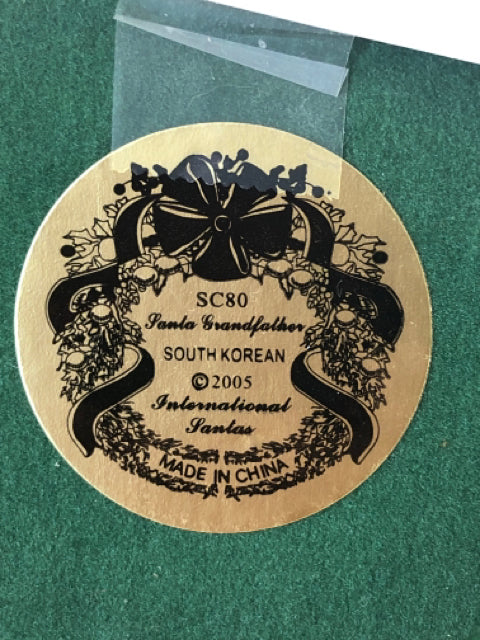 SC80
Santa Grandfather
SOUTH KOREAN
©2005
International
Santas
MADE IN CHINA